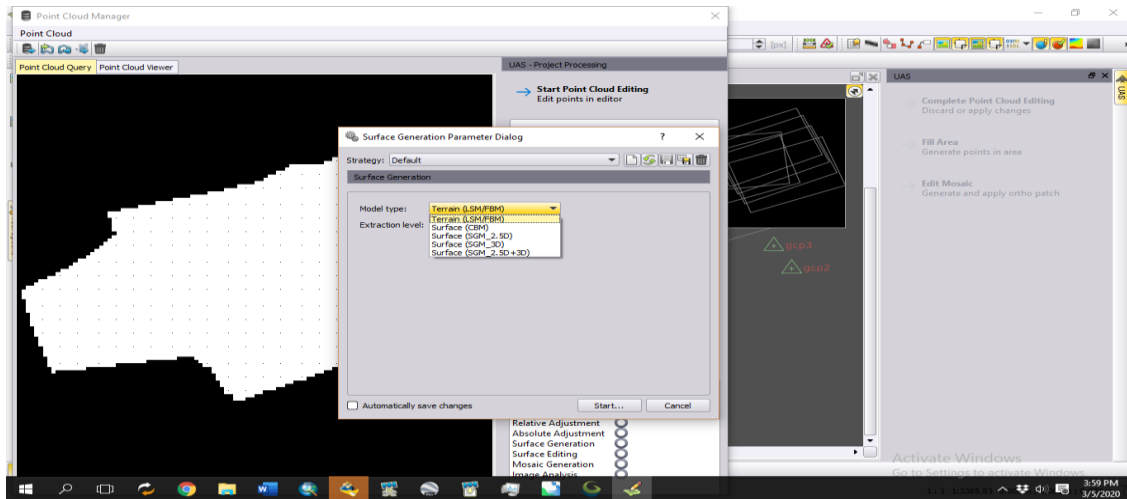 Point Cloud Manager
Point Cloud
Point Cloud Query Point Cloud Viewer
UAS - Project Processing
Start Point Cloud Editing
Edit points in editor
Surface Generation Parameter Dialog
Strategy: Default
Surface Generation
Model type: Terrain (LSM/FBM)
Extraction level:
Terrain (LSM/FBM)
Surface (CBM)
Surface (SGM_2.5D)
Surface (SGM_3D)
Surface (SGM_2.5D+3D)
Automatically save changes
Start...
Cancel
Relative Adjustment
Absolute Adjustment
Surface Generation
Surface Editing
Mosaic Generation
Image Analysis
[px]
gcp3
gcp2
UAS
UAS
Complete Point Cloud Editing
Discard or apply changes
Fill Area
Generate points in area
Edit Mosaic
Generate and apply ortho patch
Activate Windows
Go to Settings to activate Windows.
3:59 PM
3/5/2020